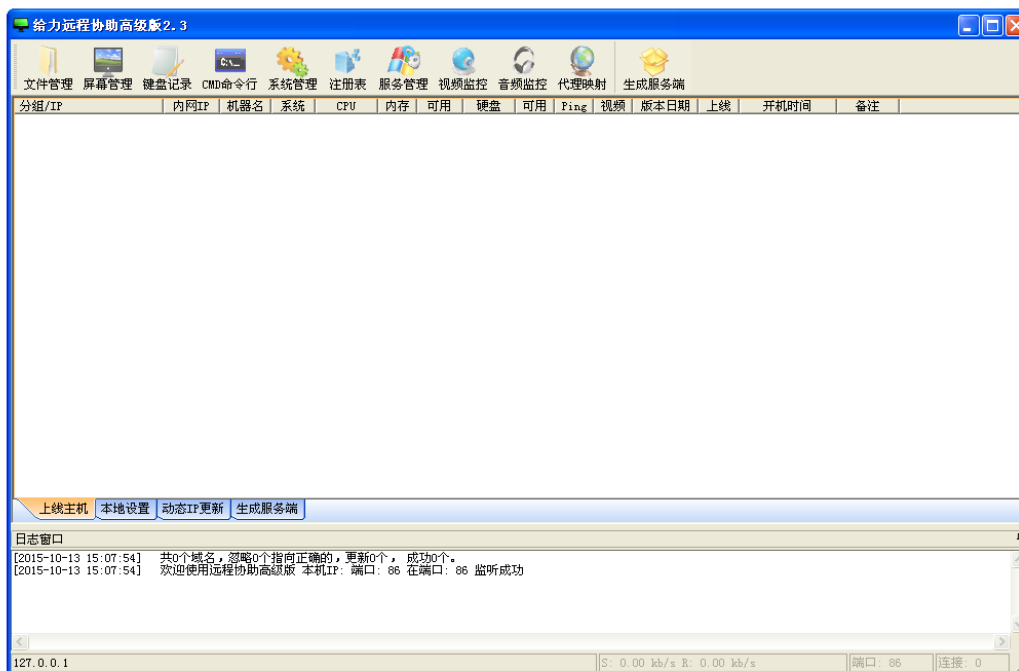 给力远程协助高级版2.3
文件管理 屏幕管理 键盘记录 CMD命令行 系统管理 注册表 服务管理 视频监控 音频监控 代理映射 生成服务端
分组/IP 内网IP 机器名 系统 CPU 内存 可用 硬盘 可用 Ping 视频 版本日期 上线 开机时间 备注
上线主机 本地设置 动态IP更新 生成服务端
日志窗口
[2015-10-13 15:07:54] 共0个域名，忽略0个指向正确的，更新0个， 成功0个。
[2015-10-13 15:07:54] 欢迎使用远程协助高级版 本机IP: 端口: 86 在端口: 86 监听成功
127.0.0.1 S: 0.00 kb/s R: 0.00 kb/s 端口: 86 连接: 0